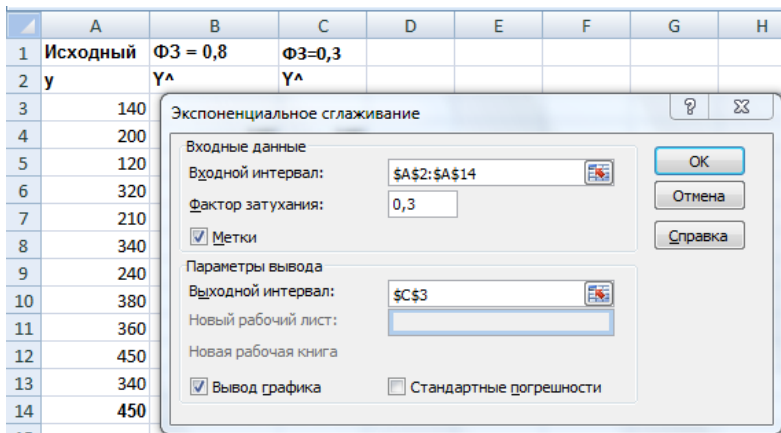 A B C D E F G H
1 Исходный ФЗ = 0,8 ФЗ=0,3
2 y Y^ Y^
3 140
4 200
5 120
6 320
7 210
8 340
9 240
10 380
11 360
12 450
13 340
14 450
Экспоненциальное сглаживание
Входные данные
Входной интервал: $A$2:$A$14
Фактор затухания: 0,3
Метки
Параметры вывода
Выходной интервал: $C$3
Новый рабочий лист:
Новая рабочая книга
Вывод графика Стандартные погрешности
ОК
Отмена
Справка